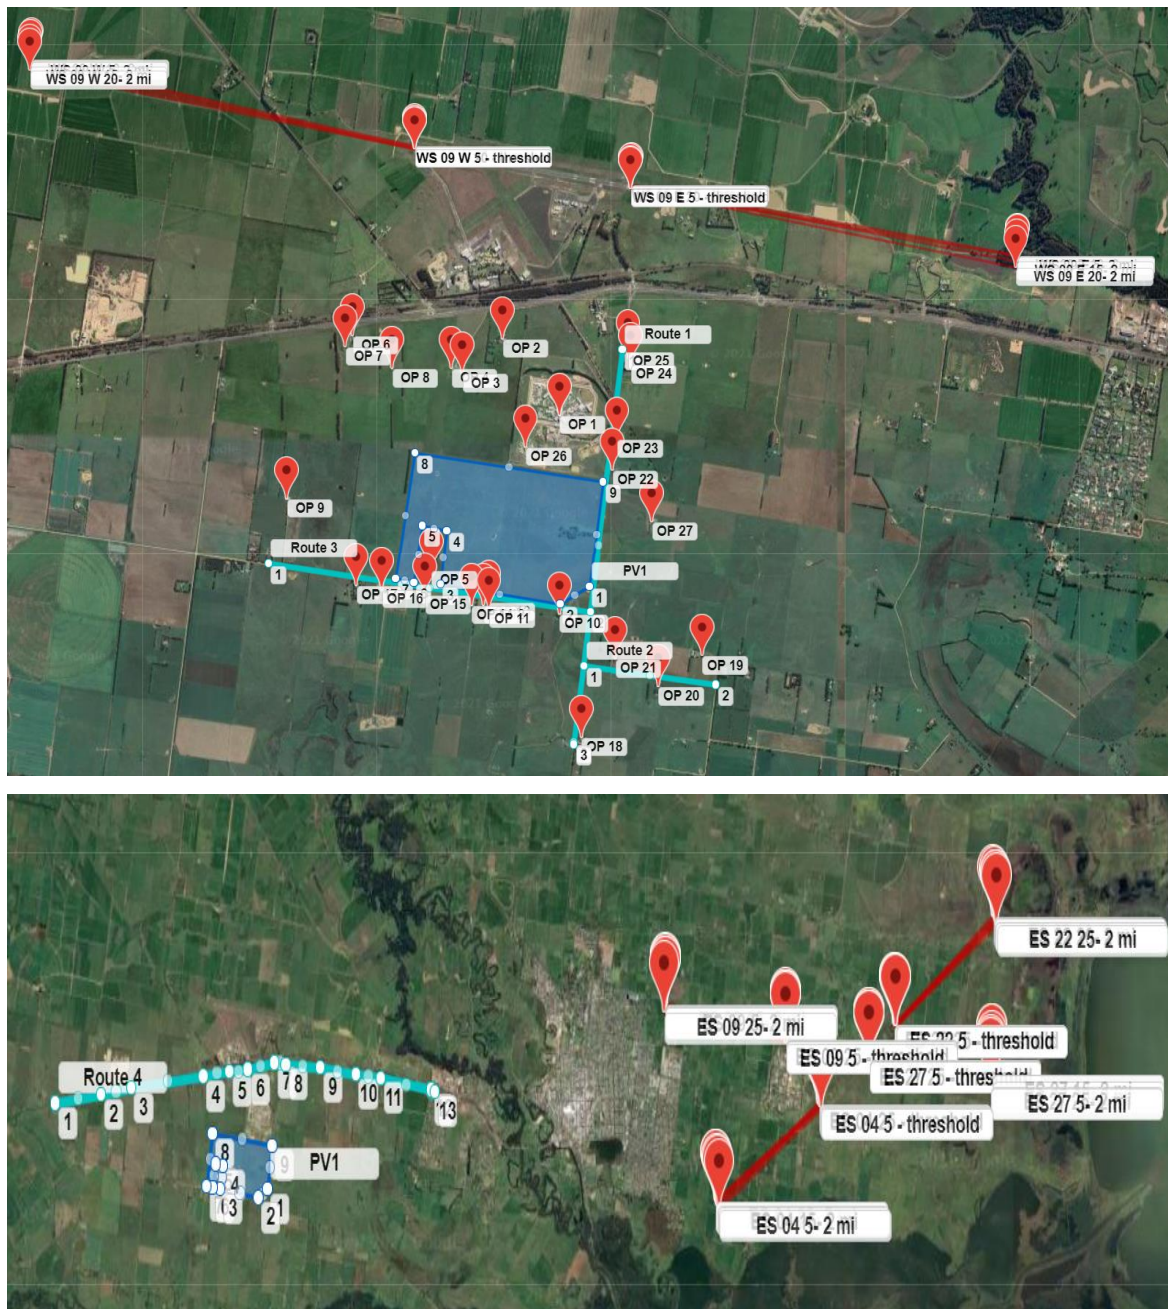 WS 09 W 20- 2 mi
WS 09 W 5 - threshold
WS 09 E 5 - threshold
WS 09 E 20- 2 mi
OP 6
OP 7
OP 8
OP 3
OP 2
Route 1
OP 25
OP 24
OP 1
OP 26
OP 23
OP 22
8
9
OP 27
OP 9
5
4
Route 3
1
PV1
OP 5
7
OP 16
OP 15
3
OP 11
2
1
OP 10
Route 2
OP 21
OP 19
1
OP 20
2
OP 18
3
ES 22 25- 2 mi
ES 09 25- 2 mi
ES 22 5 - threshold
ES 09 5 - threshold
ES 27 5 - threshold
ES 27 5- 2 mi
ES 04 5 - threshold
ES 04 5- 2 mi
Route 4
1
2
3
4
5
6
7
8
9
10
11
13
8
9
PV1
4
3
2
1